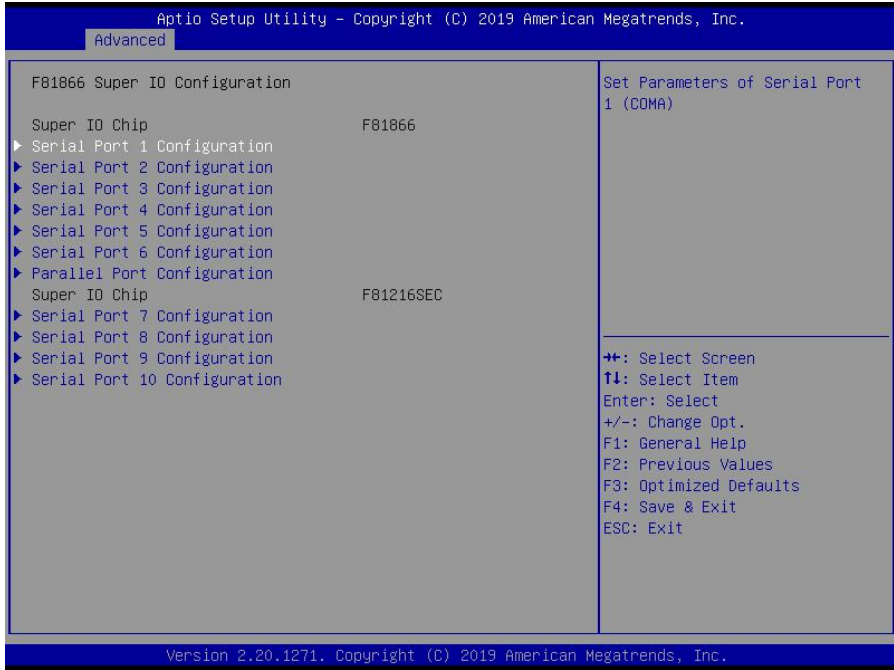 Aptio Setup Utility – Copyright (C) 2019 American Megatrends, Inc.
Advanced
F81866 Super IO Configuration
Super IO Chip F81866
Serial Port 1 Configuration
Serial Port 2 Configuration
Serial Port 3 Configuration
Serial Port 4 Configuration
Serial Port 5 Configuration
Serial Port 6 Configuration
Parallel Port Configuration
Super IO Chip F81216SEC
Serial Port 7 Configuration
Serial Port 8 Configuration
Serial Port 9 Configuration
Serial Port 10 Configuration
Set Parameters of Serial Port
1 (COMA)
→←: Select Screen
↑↓: Select Item
Enter: Select
+/-: Change Opt.
F1: General Help
F2: Previous Values
F3: Optimized Defaults
F4: Save & Exit
ESC: Exit
Version 2.20.1271. Copyright (C) 2019 American Megatrends, Inc.